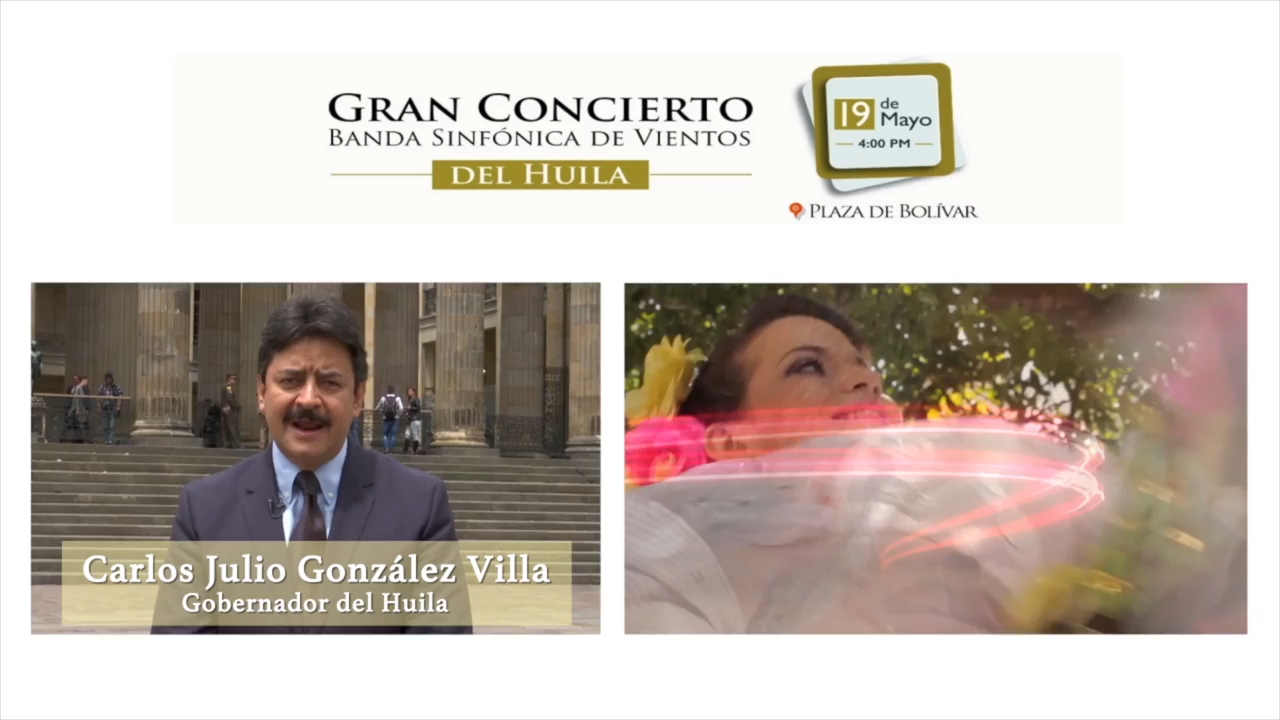 GRAN CONCIERTO
BANDA SINFÓNICA DE VIENTOS
DEL HUILA
19 de Mayo
4:00 PM
PLAZA DE BOLÍVAR
Carlos Julio González Villa
Gobernador del Huila